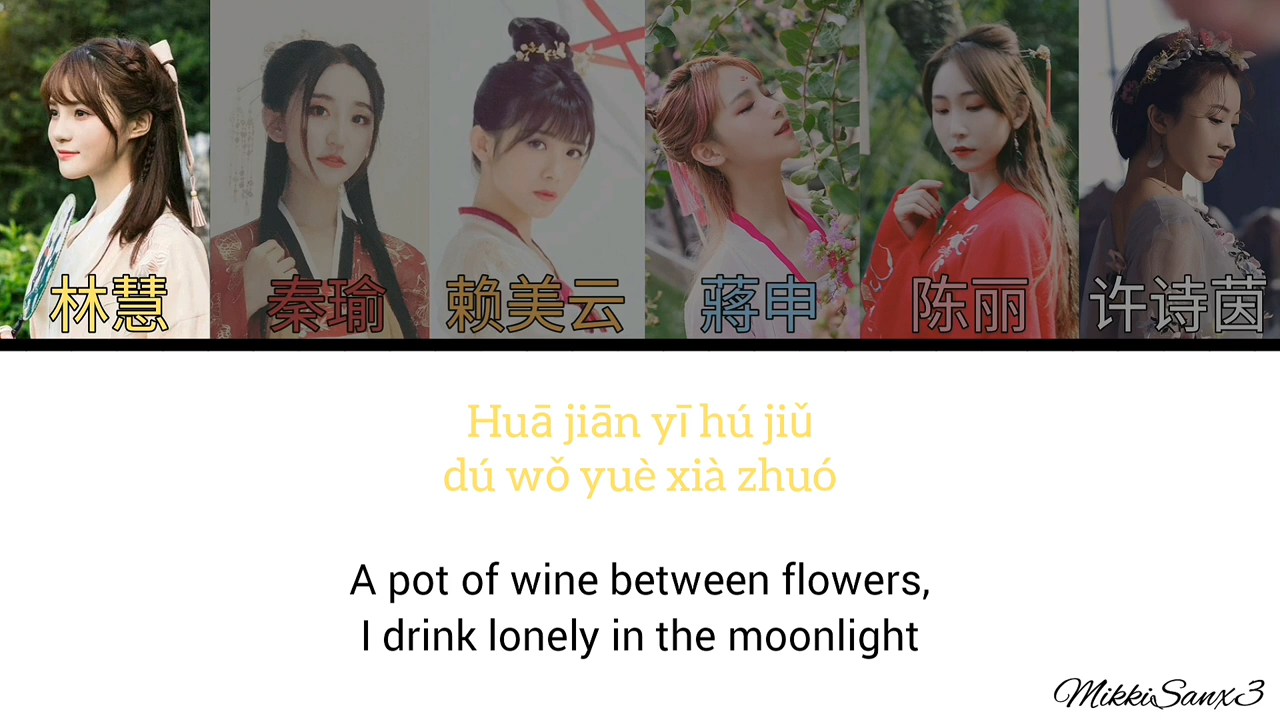 林慧 秦瑜 赖美云 蔣申 陈丽 许诗茵
Huā jiān yī hú jiǔ
dú wǒ yuè xià zhuó
A pot of wine between flowers,
I drink lonely in the moonlight
MikkiSanx3